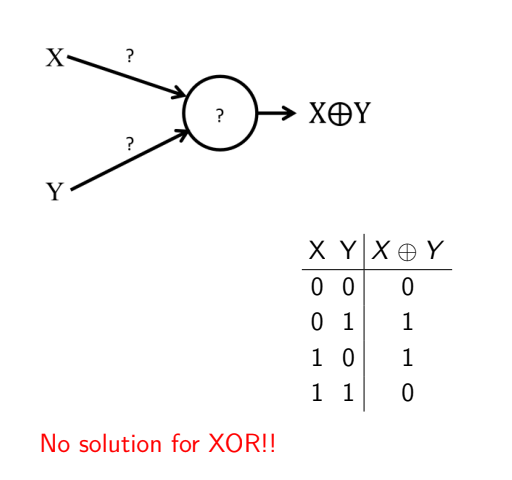 X
?
?
?
X⊕Y
Y
X Y X ⊕ Y
0 0 0
0 1 1
1 0 1
1 1 0
No solution for XOR!!